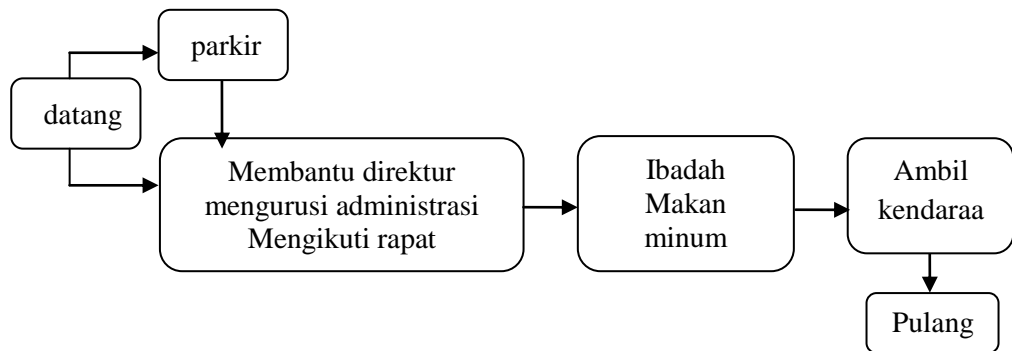 parkir
datang
Membantu direktur
mengurusi administrasi
Mengikuti rapat
Ibadah
Makan
minum
Ambil
kendaraa
Pulang